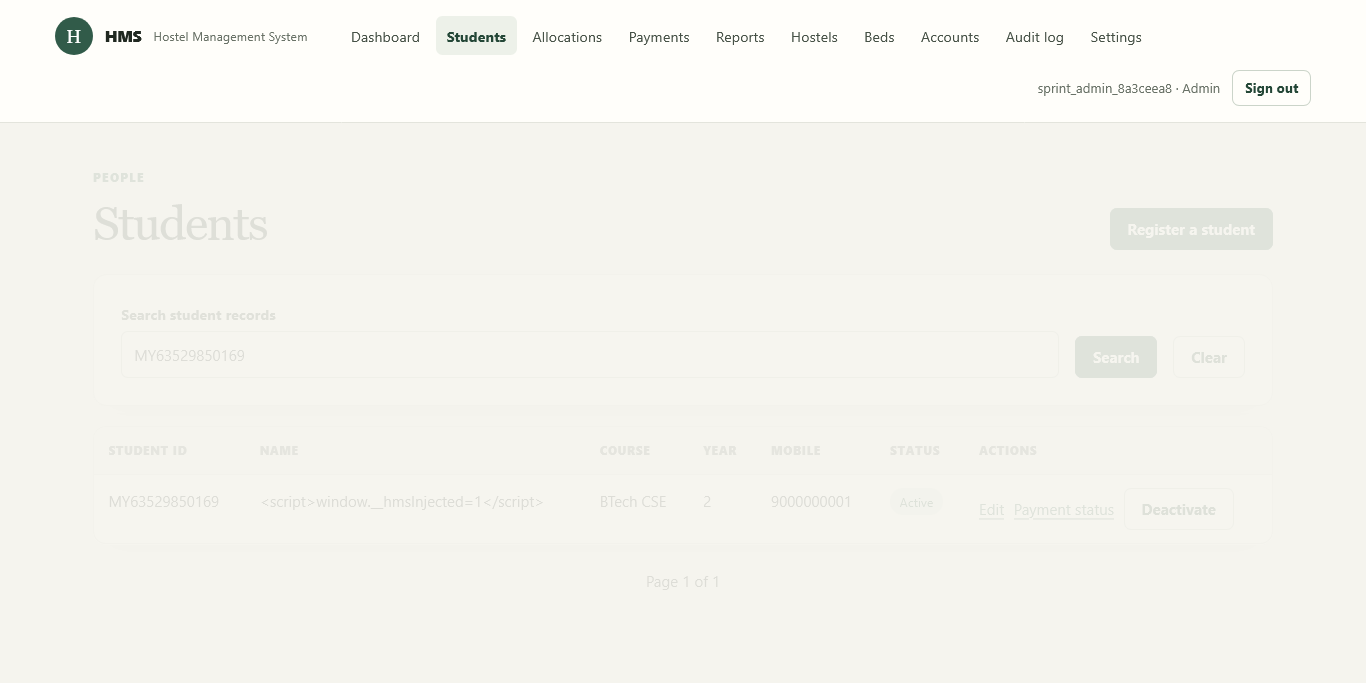 H HMS Hostel Management System Dashboard Students Allocations Payments Reports Hostels Beds Accounts Audit log Settings
sprint_admin_8a3ceea8 · Admin Sign out
PEOPLE
Students
Register a student
Search student records
MY63529850169 Search Clear
STUDENT ID NAME COURSE YEAR MOBILE STATUS ACTIONS
MY63529850169 <script>window.__hmsInjected=1</script> BTech CSE 2 9000000001 Active Edit Payment status Deactivate
Page 1 of 1